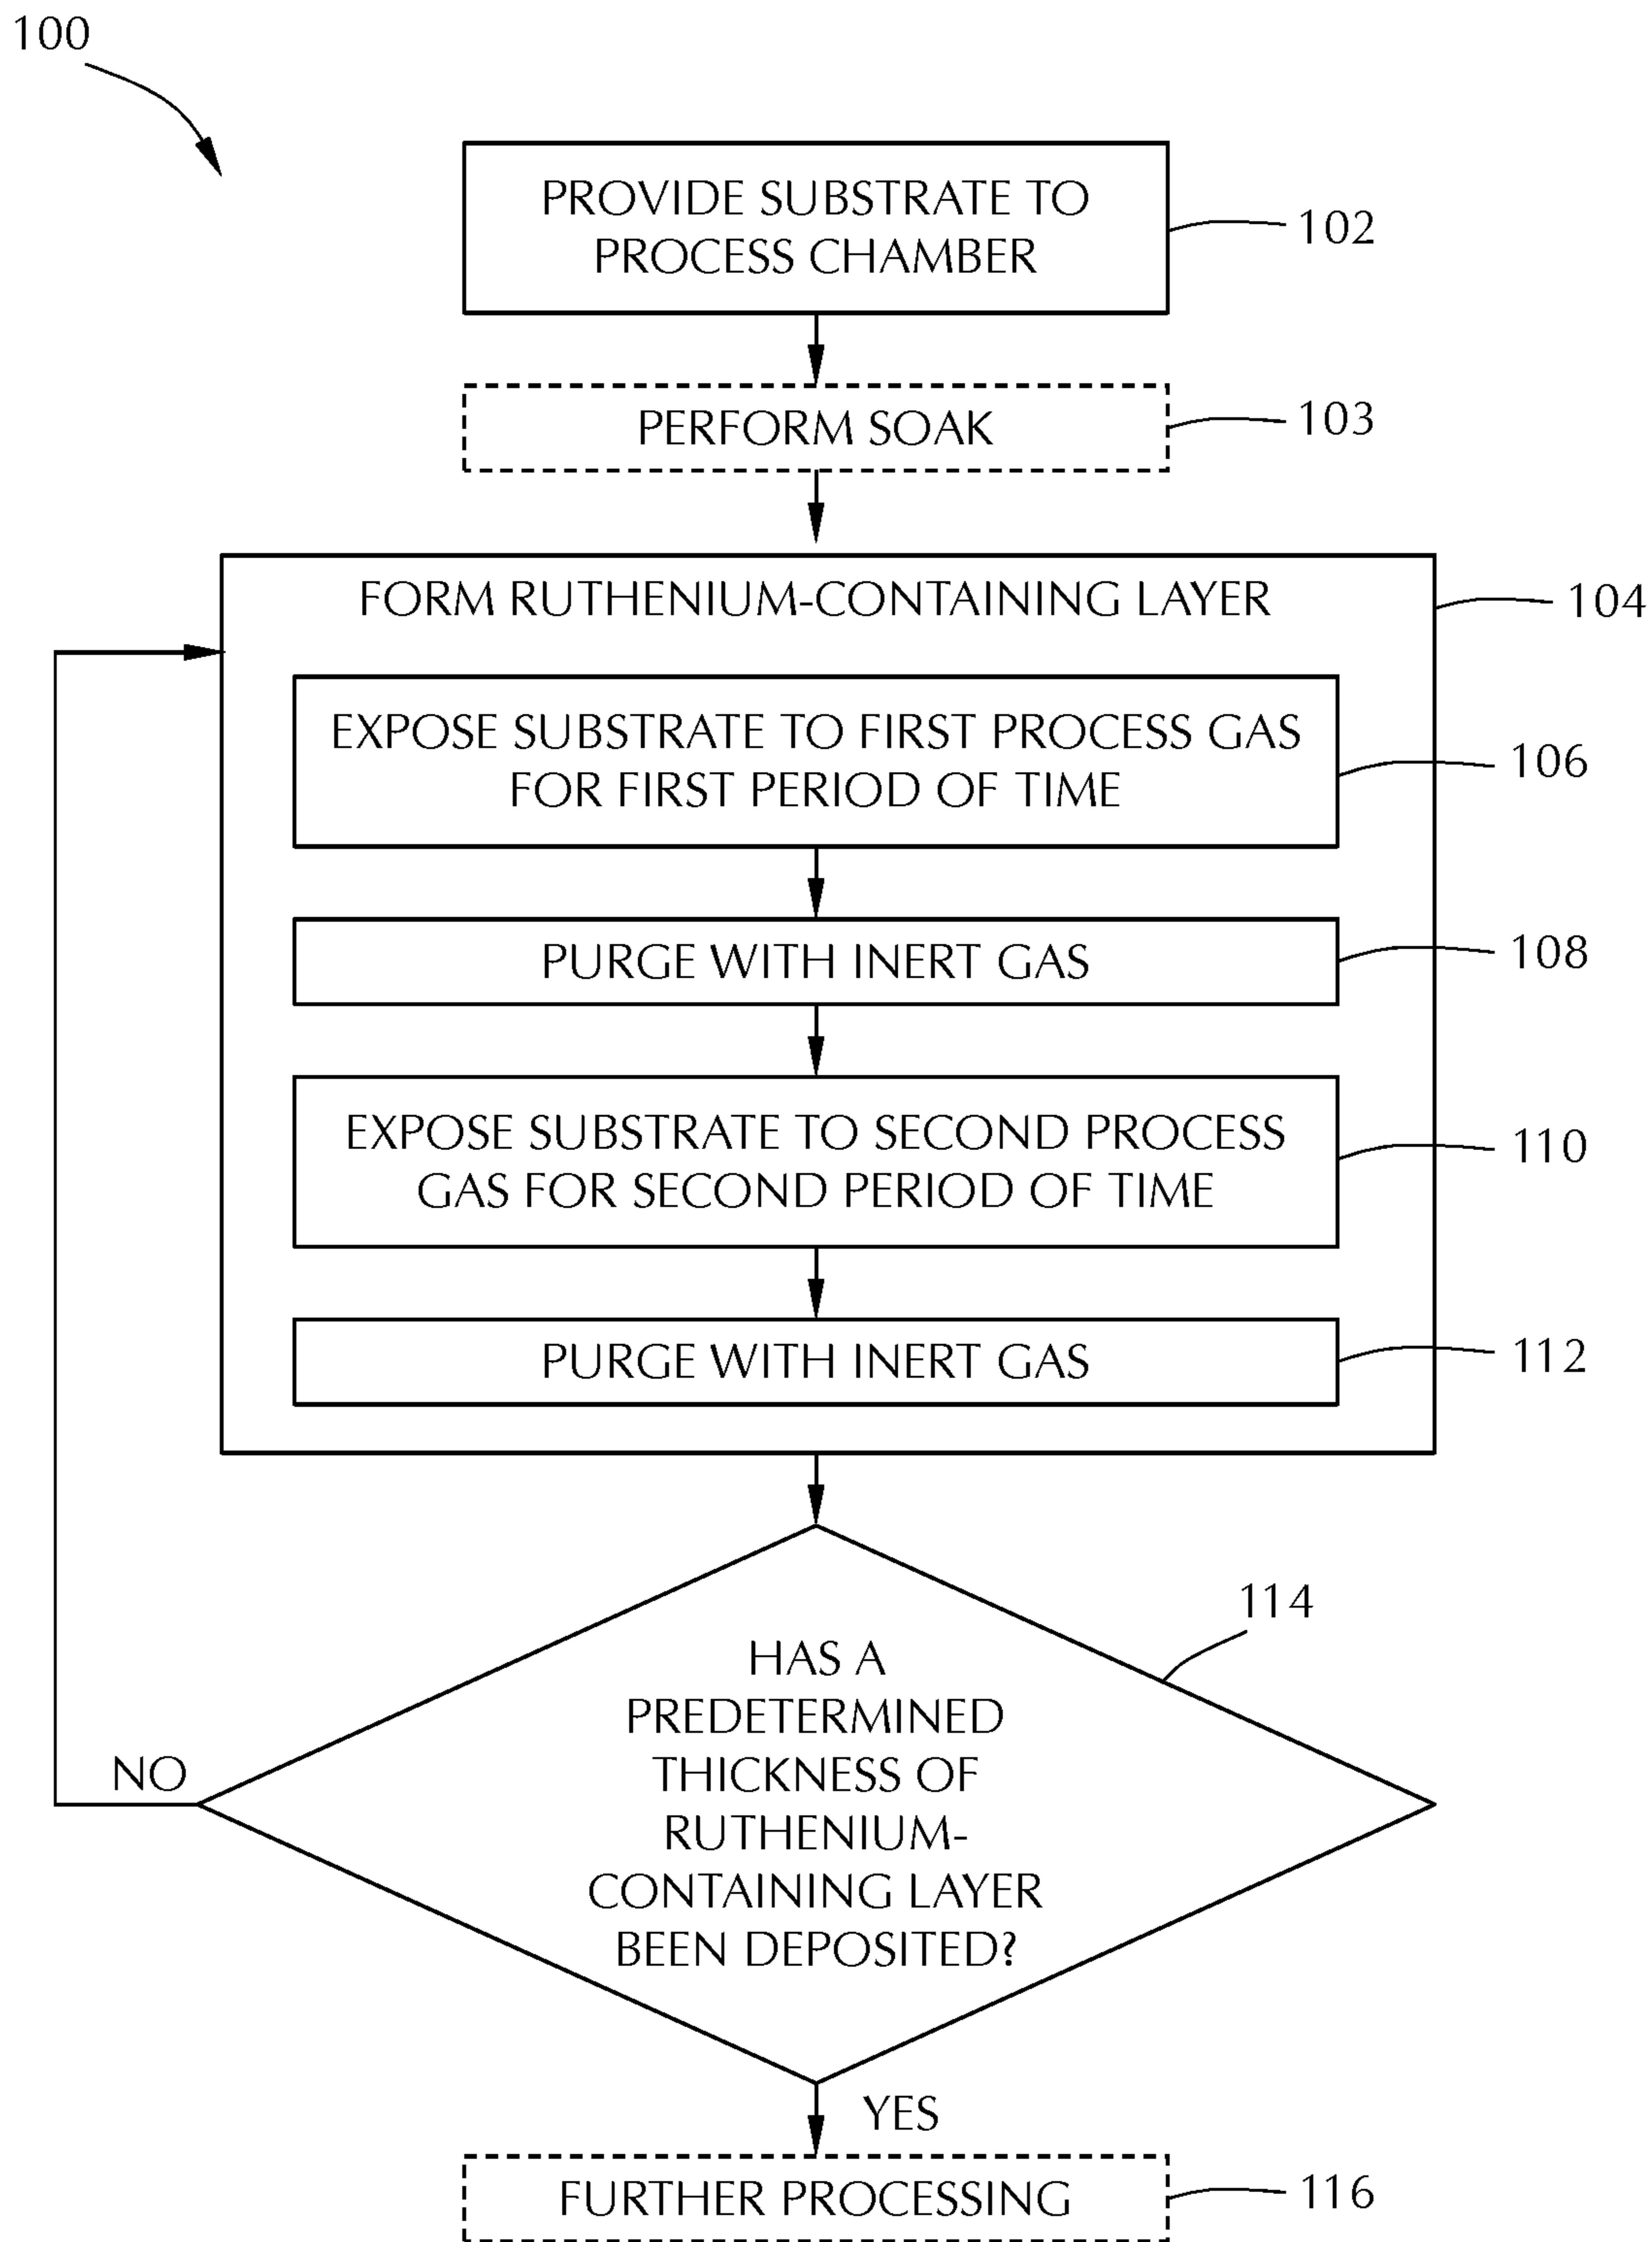 100
PROVIDE SUBSTRATE TO
PROCESS CHAMBER
102
PERFORM SOAK
103
FORM RUTHENIUM-CONTAINING LAYER
104
EXPOSE SUBSTRATE TO FIRST PROCESS GAS
FOR FIRST PERIOD OF TIME
106
PURGE WITH INERT GAS
108
EXPOSE SUBSTRATE TO SECOND PROCESS
GAS FOR SECOND PERIOD OF TIME
110
PURGE WITH INERT GAS
112
114
HAS A
PREDETERMINED
THICKNESS OF
RUTHENIUM-
CONTAINING LAYER
BEEN DEPOSITED?
NO
YES
FURTHER PROCESSING
116